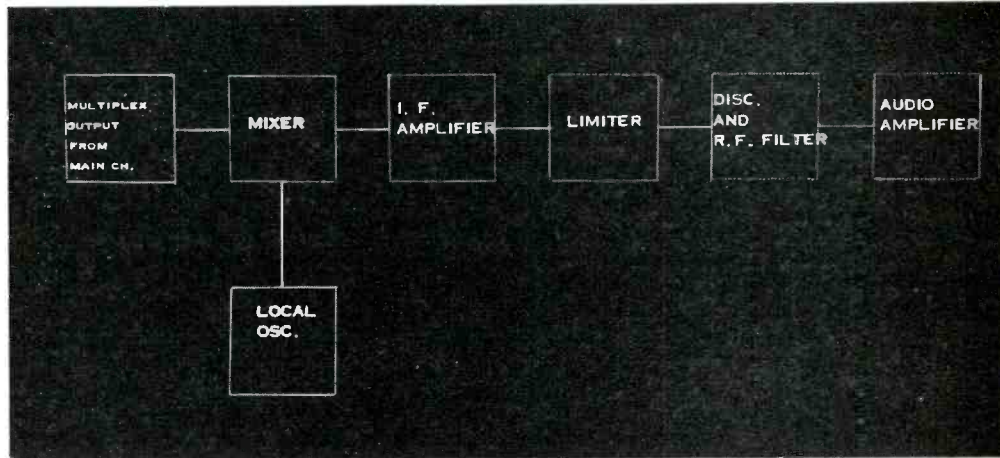 MULTIPLEX
OUTPUT
FROM
MAIN CH.
MIXER
I. F.
AMPLIFIER
LIMITER
DISC.
AND
R.F. FILTER
AUDIO
AMPLIFIER
LOCAL
OSC.